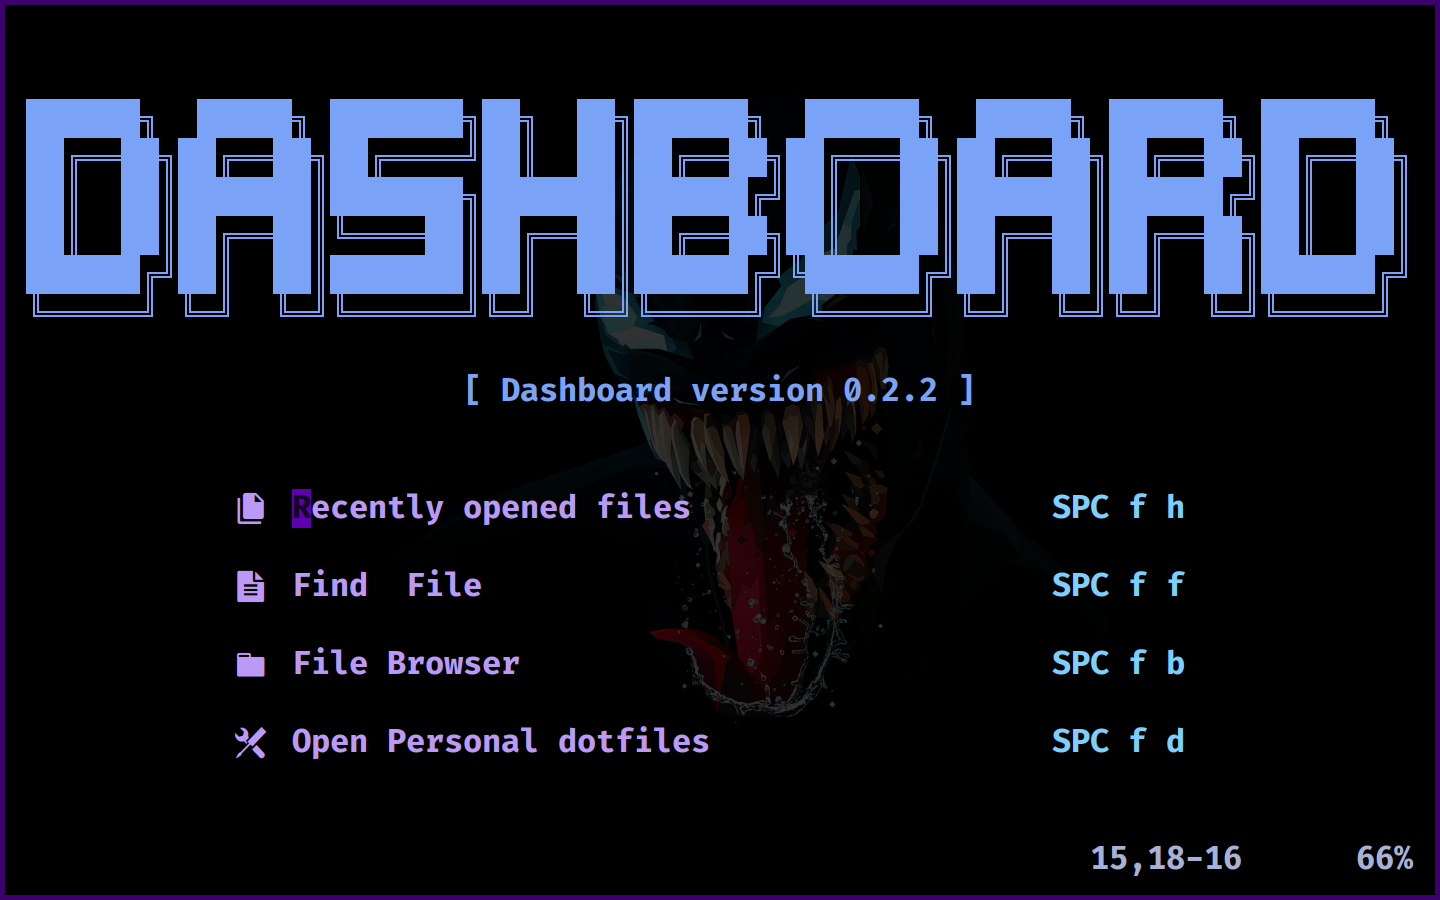 DASHBOARD
[ Dashboard version 0.2.2 ]
Recently opened files SPC f h
Find  File SPC f f
File Browser SPC f b
Open Personal dotfiles SPC f d
15,18-16 66%